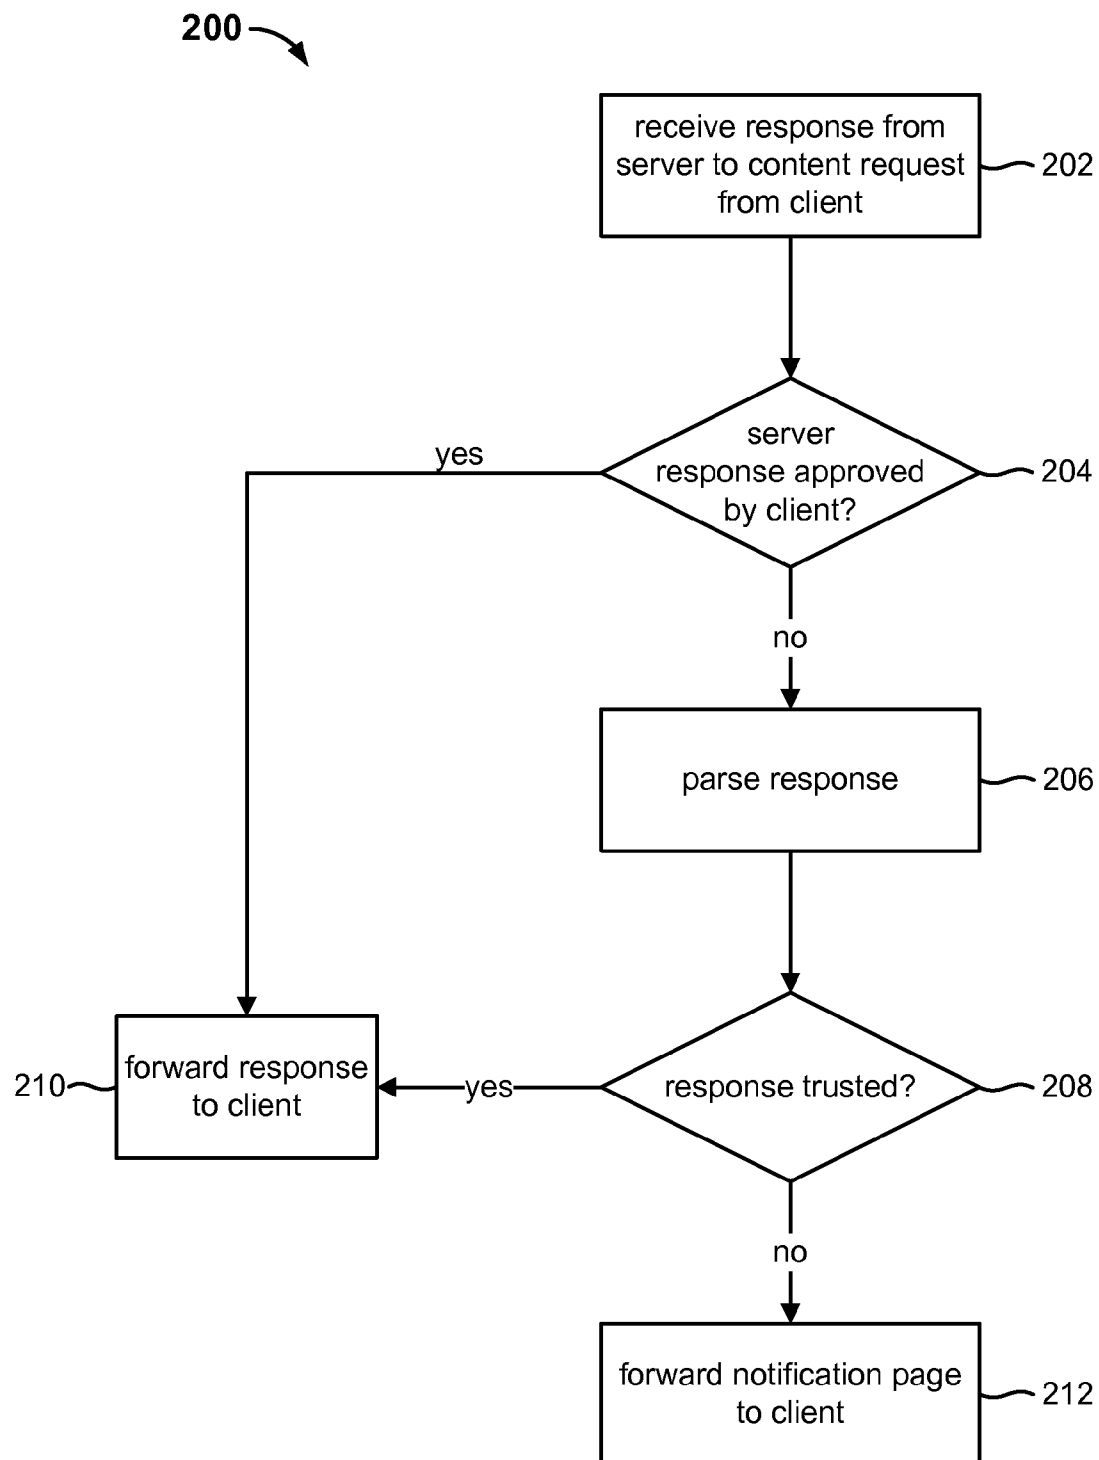 200
receive response from
server to content request
from client
202
server
response approved
by client?
204
yes
no
parse response
206
response trusted?
208
yes
forward response
to client
210
no
forward notification page
to client
212